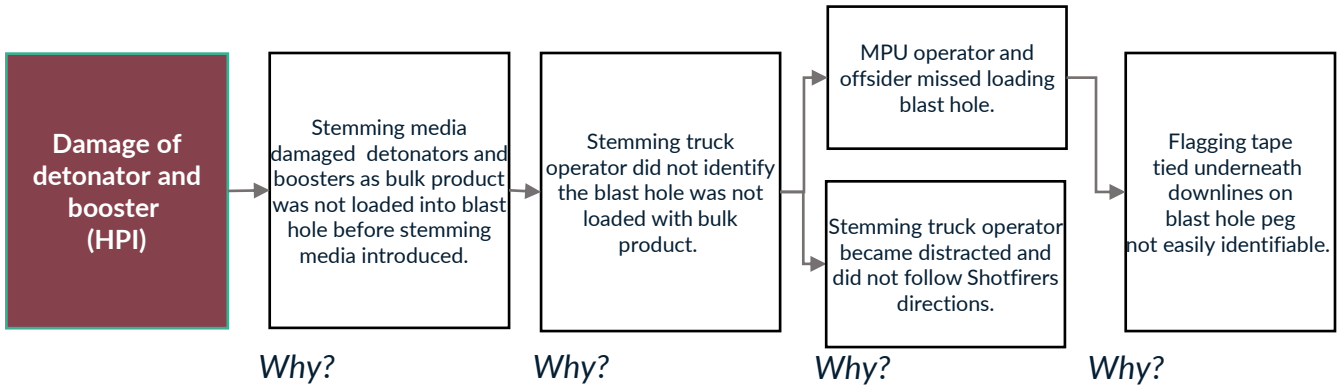 Damage of
detonator and
booster
(HPI)
Stemming media
damaged  detonators and
boosters as bulk product
was not loaded into blast
hole before stemming
media introduced.
Stemming truck
operator did not identify
the blast hole was not
loaded with bulk
product.
MPU operator and
offsider missed loading
blast hole.
Stemming truck operator
became distracted and
did not follow Shotfirers
directions.
Flagging tape
tied underneath
downlines on
blast hole peg
not easily identifiable.
Why?
Why?
Why?
Why?